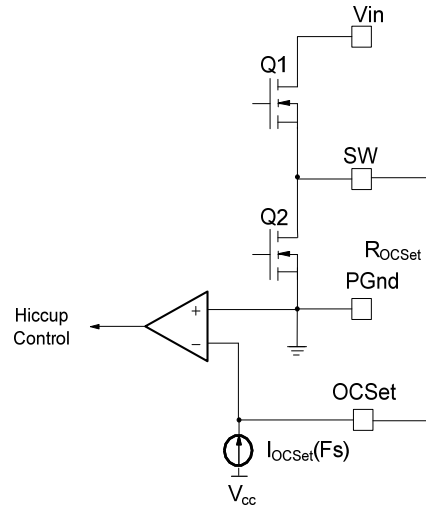 Vin
Q1
SW
Q2
ROCSet
PGnd
+
Hiccup
Control
−
OCSet
IOCSet(Fs)
Vcc